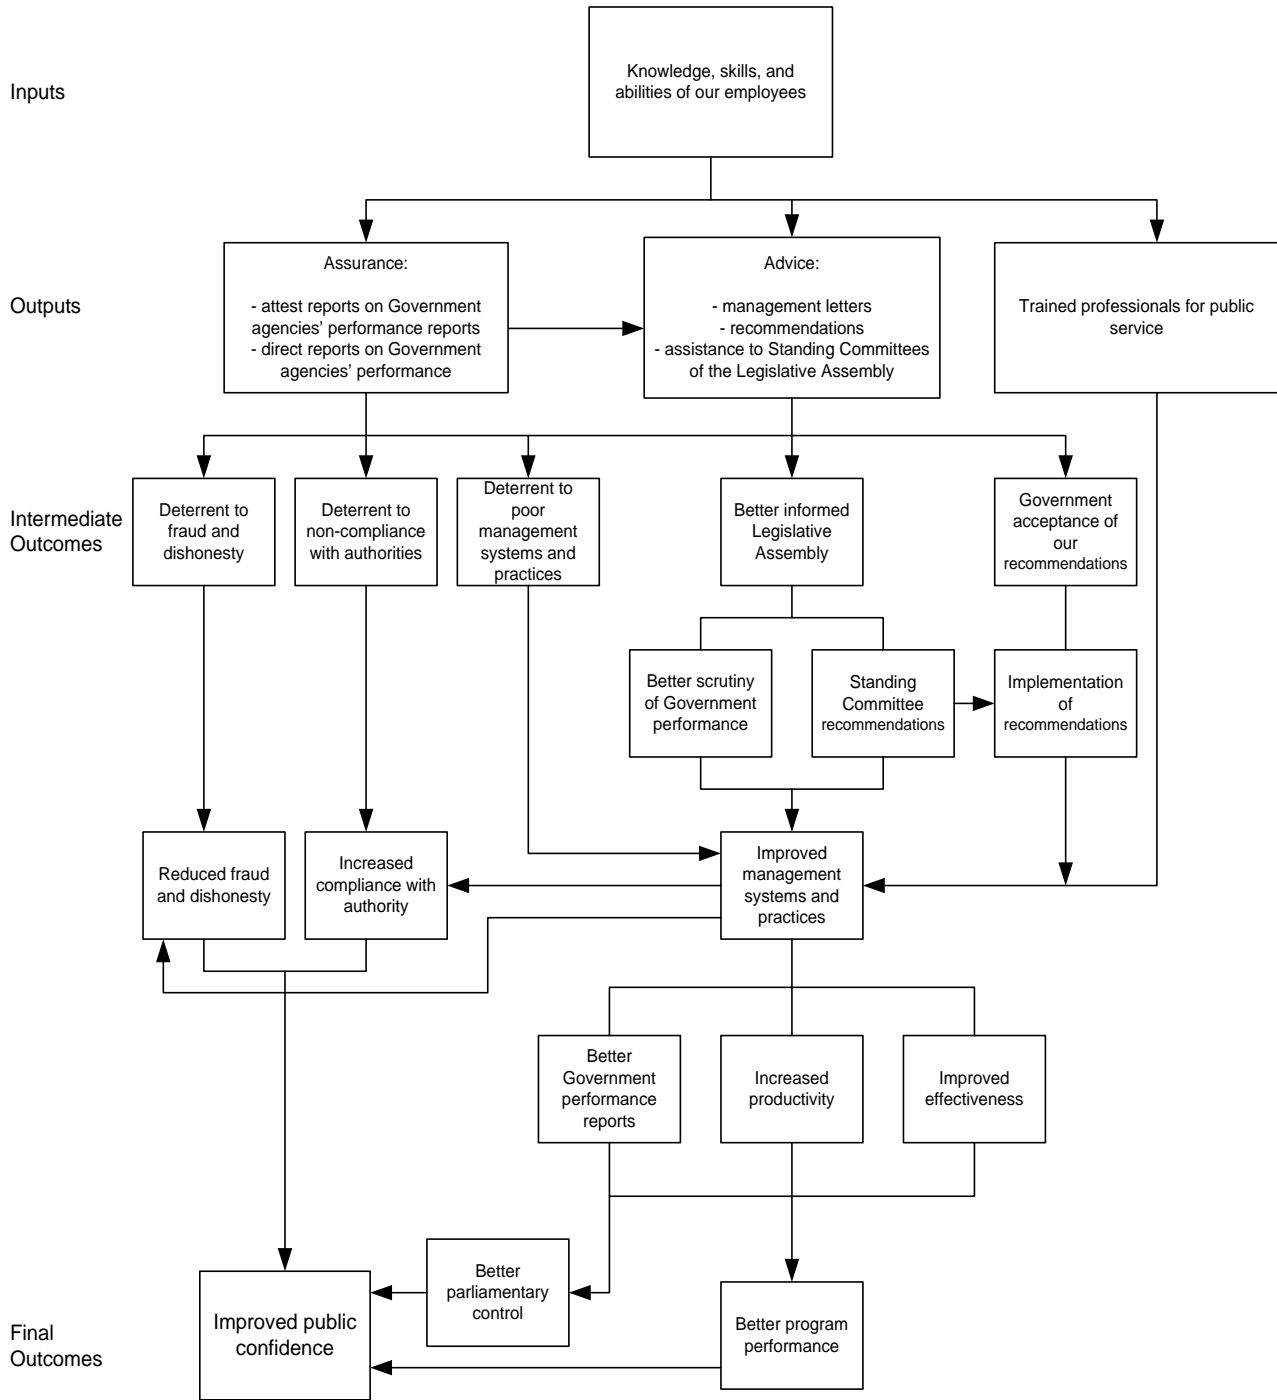 Inputs
Knowledge, skills, and
abilities of our employees
Outputs
Assurance:
- attest reports on Government
agencies’ performance reports
- direct reports on Government
agencies’ performance
Advice:
- management letters
- recommendations
- assistance to Standing Committees
of the Legislative Assembly
Trained professionals for public
service
Intermediate
Outcomes
Deterrent to
fraud and
dishonesty
Deterrent to
non-compliance
with authorities
Deterrent to
poor
management
systems and
practices
Better informed
Legislative
Assembly
Government
acceptance of
our
recommendations
Better scrutiny
of Government
performance
Standing
Committee
recommendations
Implementation
of
recommendations
Reduced fraud
and dishonesty
Increased
compliance with
authority
Improved
management
systems and
practices
Better
Government
performance
reports
Increased
productivity
Improved
effectiveness
Final
Outcomes
Improved public
confidence
Better
parliamentary
control
Better program
performance